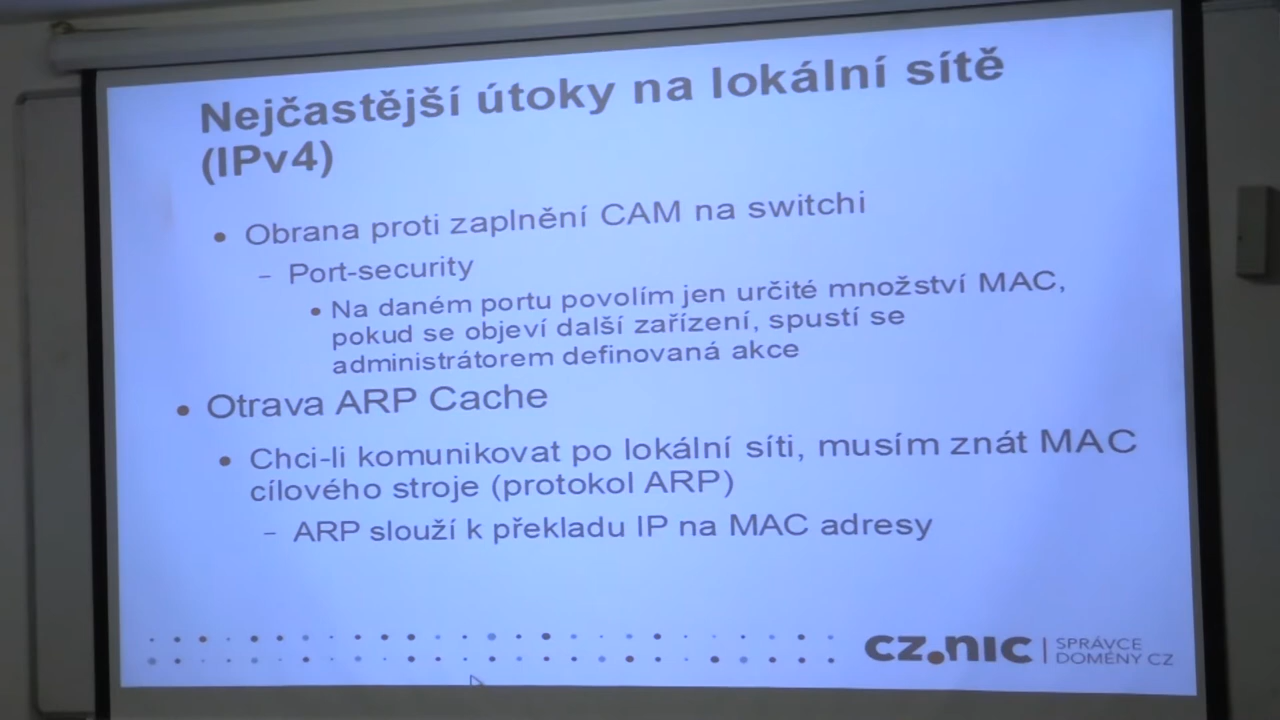 Nejčastější útoky na lokální sítě
(IPv4)
• Obrana proti zaplnění CAM na switchi
– Port-security
• Na daném portu povolím jen určité množství MAC,
pokud se objeví další zařízení, spustí se
administrátorem definovaná akce
• Otrava ARP Cache
• Chci-li komunikovat po lokální síti, musím znát MAC
cílového stroje (protokol ARP)
– ARP slouží k překladu IP na MAC adresy
cz.nic | SPRÁVCE
DOMÉNY CZ